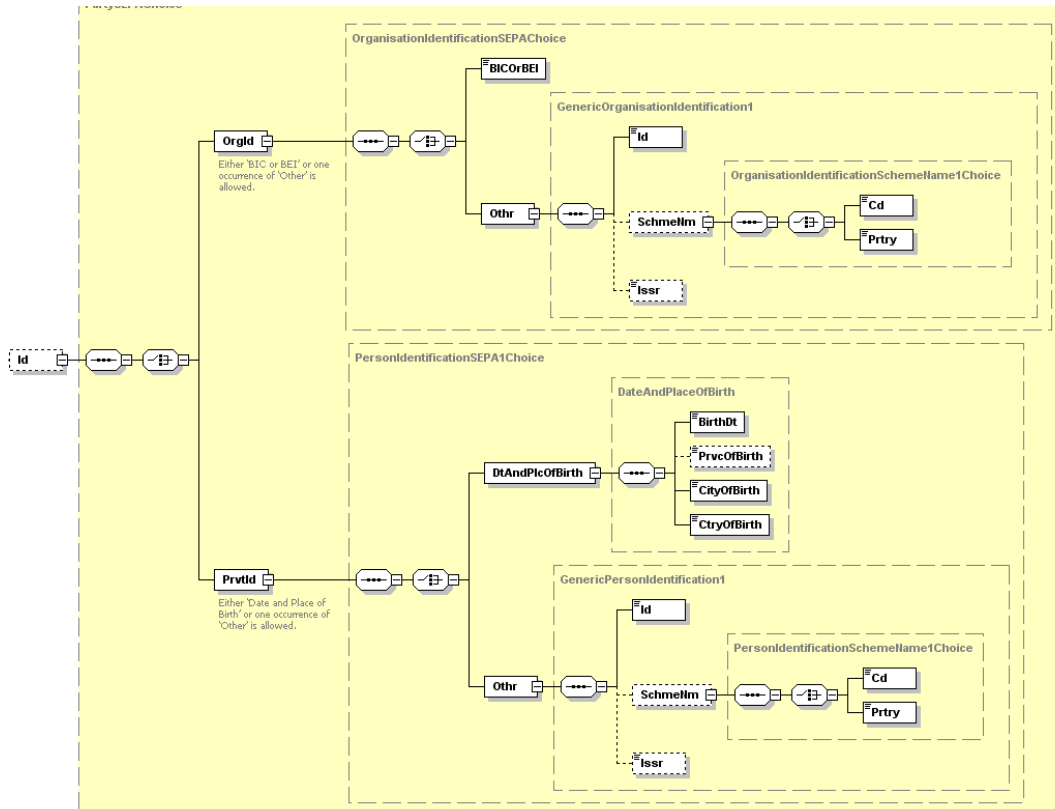 PartySEPAChoice
OrganisationIdentificationSEPAChoice
BICOrBEI
GenericOrganisationIdentification1
Id
OrgId
Either 'BIC or BEI' or one
occurrence of 'Other' is
allowed.
OrganisationIdentificationSchemeName1Choice
Cd
Othr
SchmeNm
Prtry
Issr
Id
PersonIdentificationSEPA1Choice
DateAndPlaceOfBirth
BirthDt
PrvcOfBirth
DtAndPlcOfBirth
CityOfBirth
CtryOfBirth
PrvtId
Either 'Date and Place of
Birth' or one occurrence of
'Other' is allowed.
GenericPersonIdentification1
Id
PersonIdentificationSchemeName1Choice
Cd
Othr
SchmeNm
Prtry
Issr